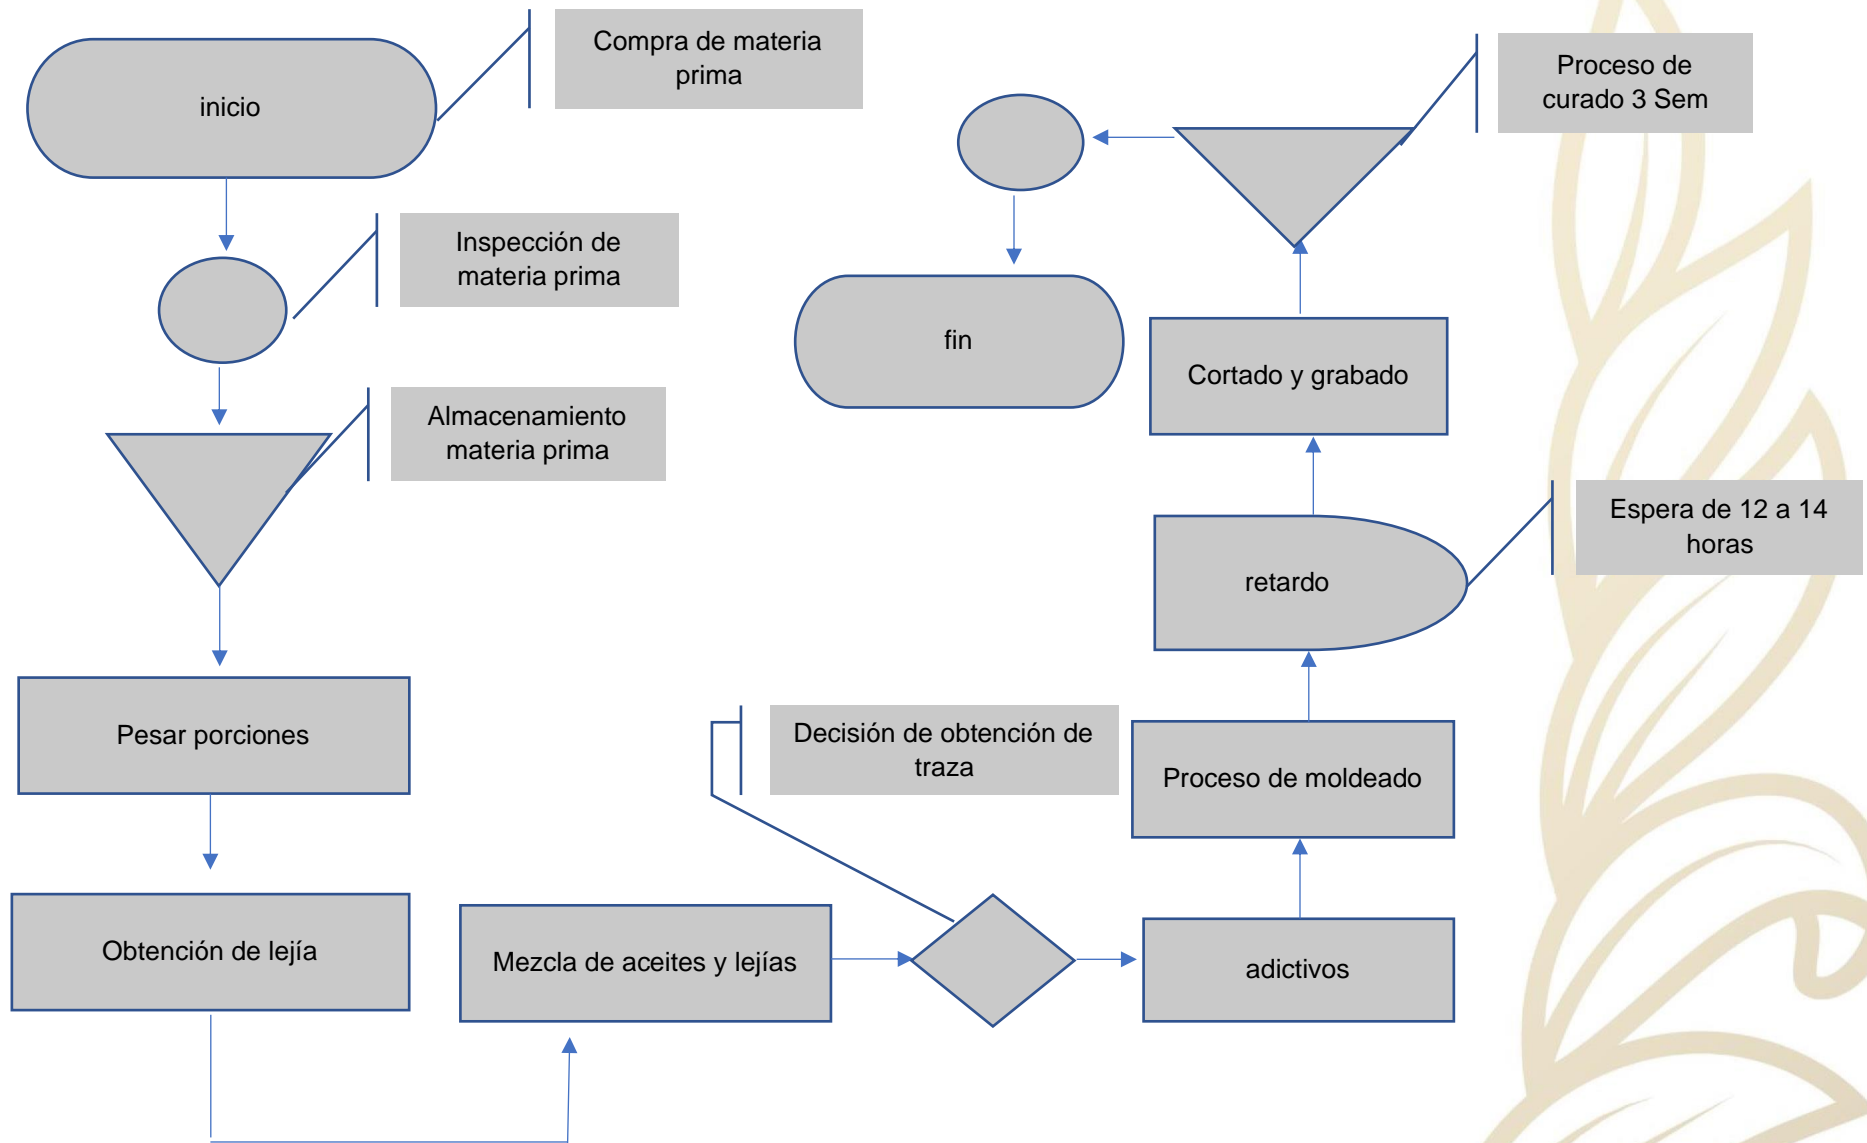 inicio
Compra de materia
prima
Inspección de
materia prima
Almacenamiento
materia prima
Pesar porciones
Obtención de lejía
Mezcla de aceites y lejías
Decisión de obtención de
traza
adictivos
Proceso de moldeado
retardo
Espera de 12 a 14
horas
Cortado y grabado
Proceso de
curado 3 Sem
fin